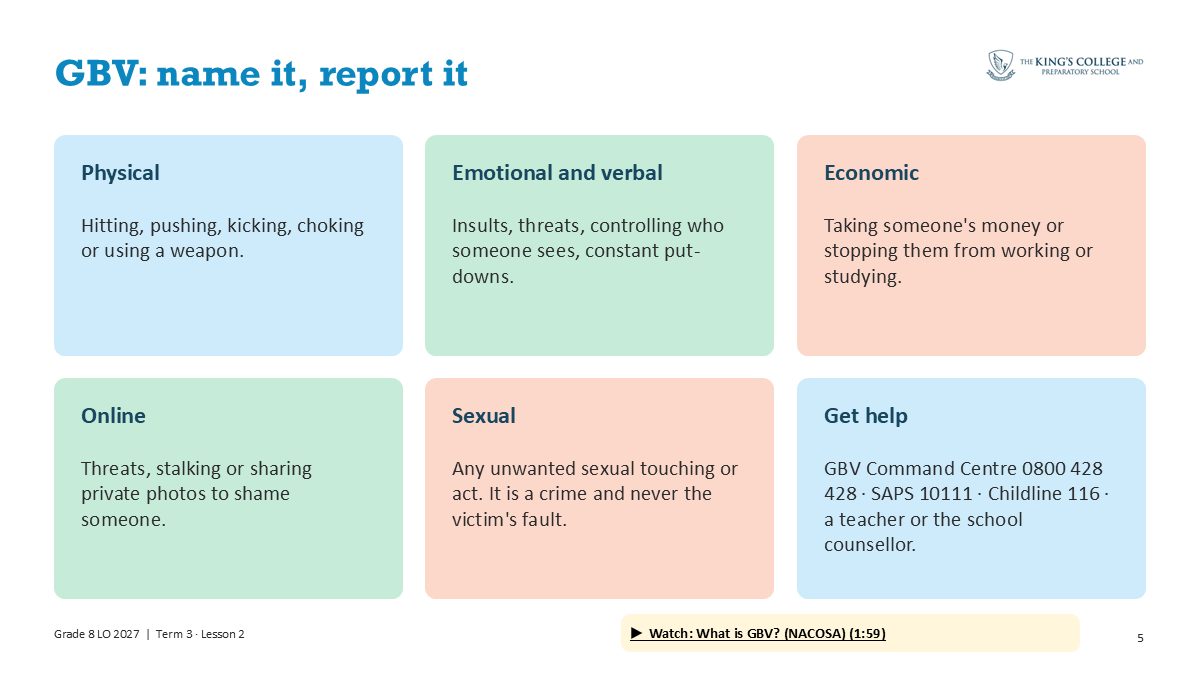 GBV: name it, report it
THE KING'S COLLEGE AND
PREPARATORY SCHOOL
Physical
Hitting, pushing, kicking, choking
or using a weapon.
Emotional and verbal
Insults, threats, controlling who
someone sees, constant put-
downs.
Economic
Taking someone's money or
stopping them from working or
studying.
Online
Threats, stalking or sharing
private photos to shame
someone.
Sexual
Any unwanted sexual touching or
act. It is a crime and never the
victim's fault.
Get help
GBV Command Centre 0800 428
428 · SAPS 10111 · Childline 116 ·
a teacher or the school
counsellor.
Grade 8 LO 2027 | Term 3 · Lesson 2
▶ Watch: What is GBV? (NACOSA) (1:59)
5